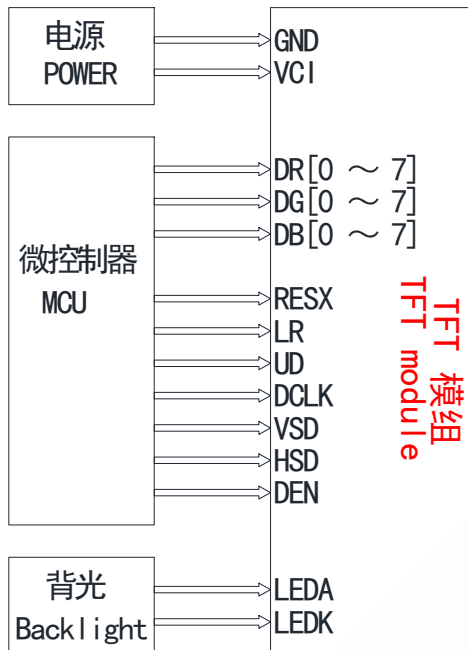 电源
POWER
GND
VCI
微控制器
MCU
DR[0 ～ 7]
DG[0 ～ 7]
DB[0 ～ 7]
RESX
LR
UD
DCLK
VSD
HSD
DEN
TFT 模组
TFT module
背光
Backlight
LEDA
LEDK